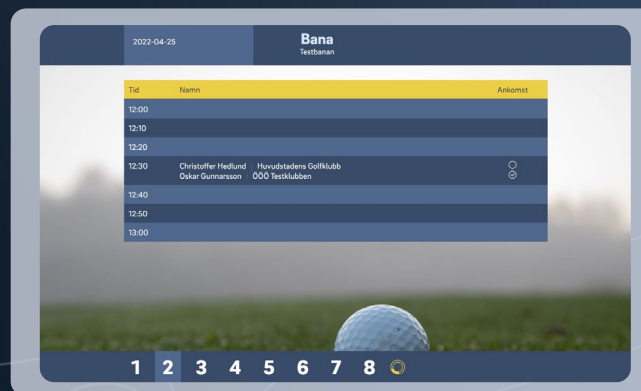 2022-04-25
Bana
Testbanan
Tid Namn Ankomst
12:00
12:10
12:20
12:30 Christoffer Hedlund | Huvudstadens Golfklubb
Oskar Gunnarsson | ÖÖÖ Testklubben
12:40
12:50
13:00
1 2 3 4 5 6 7 8